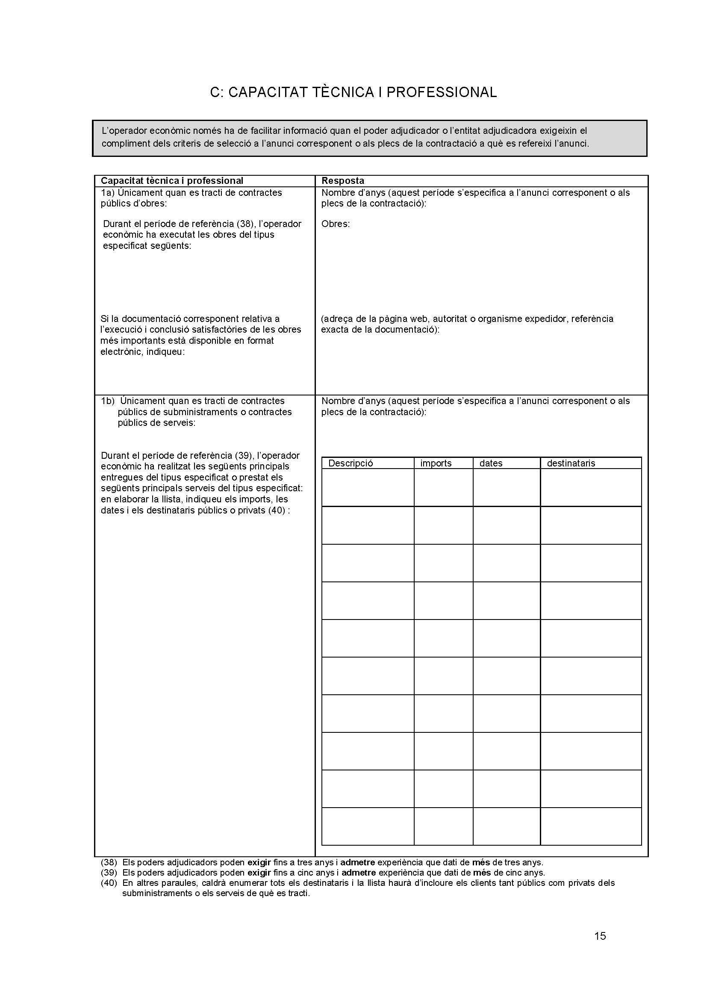 C: CAPACITAT TÈCNICA I PROFESSIONAL
L’operador econòmic només ha de facilitar informació quan el poder adjudicador o l’entitat adjudicadora exigeixin el
compliment dels criteris de selecció a l’anunci corresponent o als plecs de la contractació a què es refereixi l’anunci.
Capacitat tècnica i professional
Resposta
1a) Únicament quan es tracti de contractes
públics d’obres:
Durant el període de referència (38), l’operador
econòmic ha executat les obres del tipus
especificat següents:
Si la documentació corresponent relativa a
l’execució i conclusió satisfactòries de les obres
més importants està disponible en format
electrònic, indiqueu:
Nombre d’anys (aquest període s’especifica a l’anunci corresponent o als
plecs de la contractació):
Obres:
(adreça de la pàgina web, autoritat o organisme expedidor, referència
exacta de la documentació):
1b) Únicament quan es tracti de contractes
públics de subministraments o contractes
públics de serveis:
Durant el període de referència (39), l’operador
econòmic ha realitzat les següents principals
entregues del tipus especificat o prestat els
següents principals serveis del tipus especificat:
en elaborar la llista, indiqueu els imports, les
dates i els destinataris públics o privats (40) :
Nombre d’anys (aquest període s’especifica a l’anunci corresponent o als
plecs de la contractació):
Descripció imports dates destinataris
(38) Els poders adjudicadors poden exigir fins a tres anys i admetre experiència que dati de més de tres anys.
(39) Els poders adjudicadors poden exigir fins a cinc anys i admetre experiència que dati de més de cinc anys.
(40) En altres paraules, caldrà enumerar tots els destinataris i la llista haurà d’incloure els clients tant públics com privats dels
subministraments o els serveis de què es tracti.
15